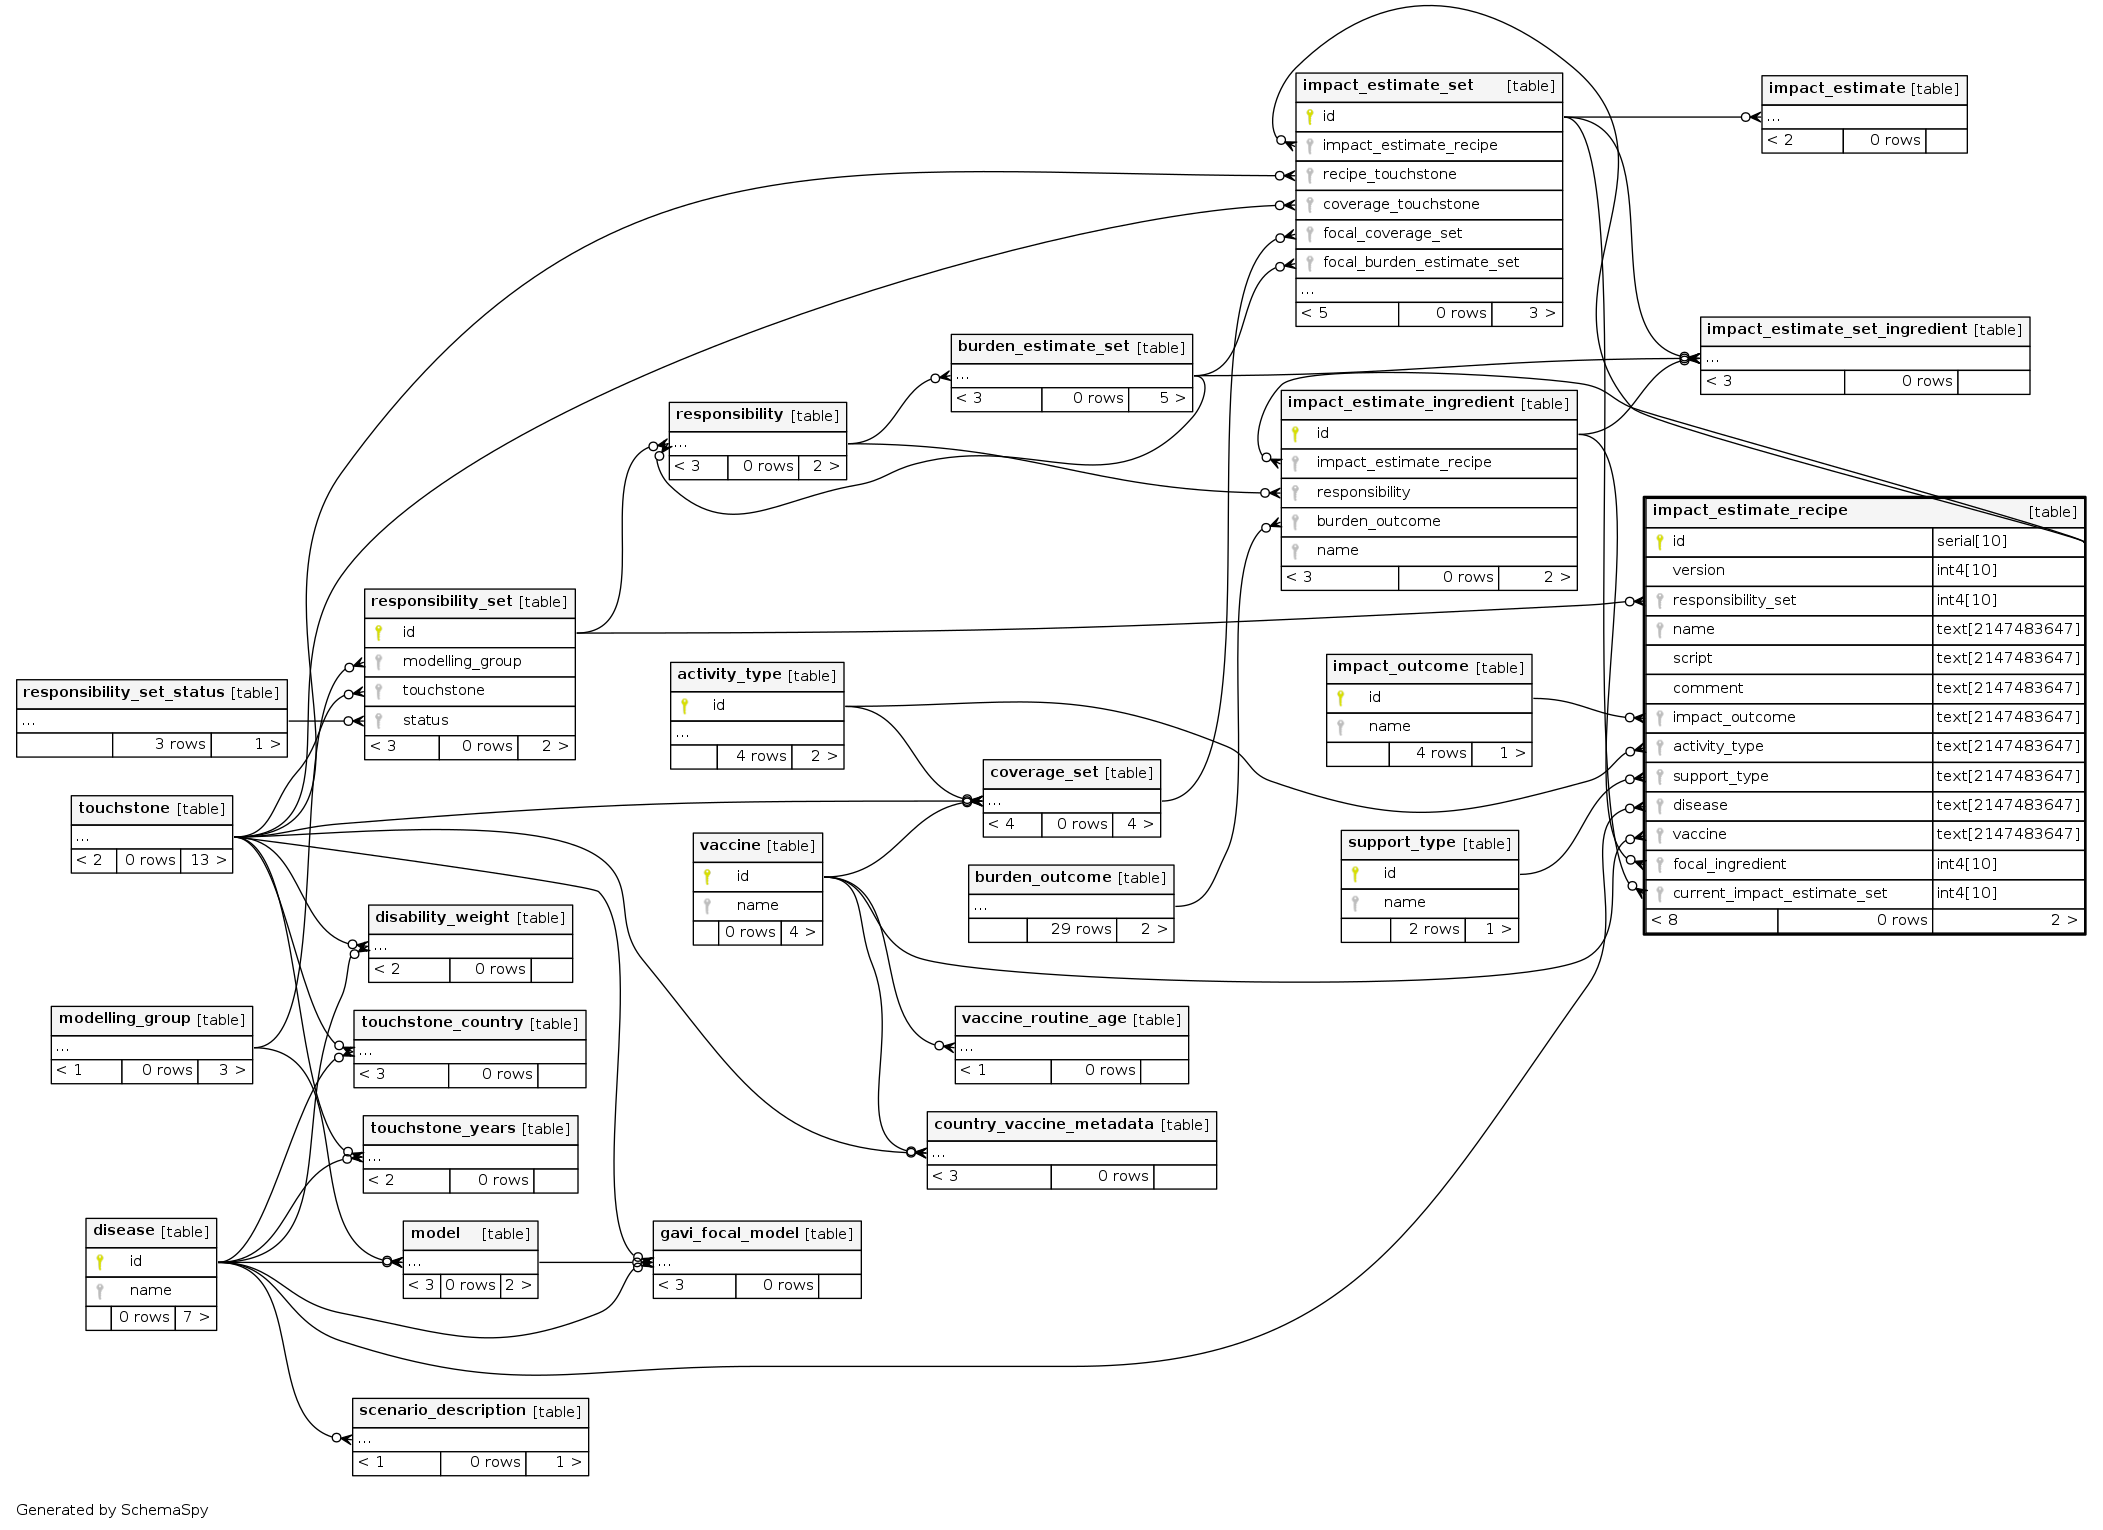 impact_estimate_set [table]
id
impact_estimate_recipe
recipe_touchstone
coverage_touchstone
focal_coverage_set
focal_burden_estimate_set
...
< 5 0 rows 3 >
impact_estimate [table]
...
< 2 0 rows
impact_estimate_set_ingredient [table]
...
< 3 0 rows
burden_estimate_set [table]
...
< 3 0 rows 5 >
responsibility [table]
...
< 3 0 rows 2 >
impact_estimate_ingredient [table]
id
impact_estimate_recipe
responsibility
burden_outcome
name
< 3 0 rows 2 >
impact_estimate_recipe [table]
id serial[10]
version int4[10]
responsibility_set int4[10]
name text[2147483647]
script text[2147483647]
comment text[2147483647]
impact_outcome text[2147483647]
activity_type text[2147483647]
support_type text[2147483647]
disease text[2147483647]
vaccine text[2147483647]
focal_ingredient int4[10]
current_impact_estimate_set int4[10]
< 8 0 rows 2 >
responsibility_set [table]
id
modelling_group
touchstone
status
< 3 0 rows 2 >
responsibility_set_status [table]
...
3 rows 1 >
activity_type [table]
id
...
4 rows 2 >
impact_outcome [table]
id
name
4 rows 1 >
touchstone [table]
...
< 2 0 rows 13 >
coverage_set [table]
...
< 4 0 rows 4 >
vaccine [table]
id
name
0 rows 4 >
support_type [table]
id
name
2 rows 1 >
burden_outcome [table]
...
29 rows 2 >
disability_weight [table]
...
< 2 0 rows
modelling_group [table]
...
< 1 0 rows 3 >
touchstone_country [table]
...
< 3 0 rows
vaccine_routine_age [table]
...
< 1 0 rows
touchstone_years [table]
...
< 2 0 rows
country_vaccine_metadata [table]
...
< 3 0 rows
disease [table]
id
name
0 rows 7 >
model [table]
...
< 3 0 rows 2 >
gavi_focal_model [table]
...
< 3 0 rows
scenario_description [table]
...
< 1 0 rows 1 >
Generated by SchemaSpy